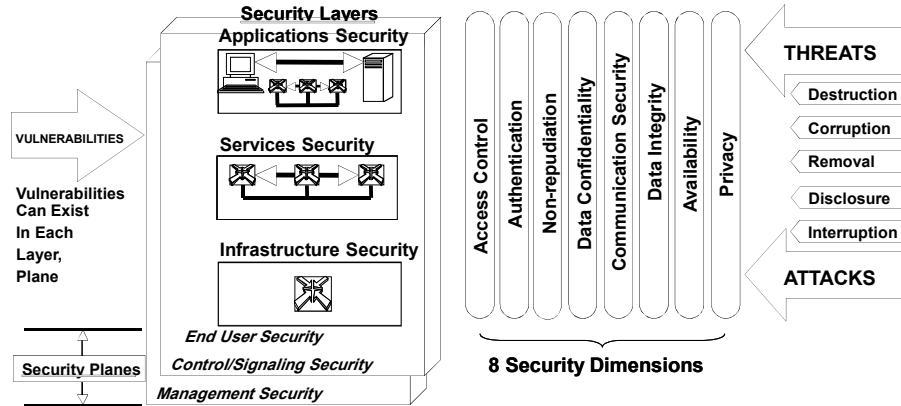 Security Layers
Applications Security
VULNERABILITIES
Vulnerabilities
Can Exist
In Each
Layer,
Plane
Services Security
Infrastructure Security
End User Security
Control/Signaling Security
Management Security
Security Planes
Access Control
Authentication
Non-repudiation
Data Confidentiality
Communication Security
Data Integrity
Availability
Privacy
8 Security Dimensions
THREATS
Destruction
Corruption
Removal
Disclosure
Interruption
ATTACKS